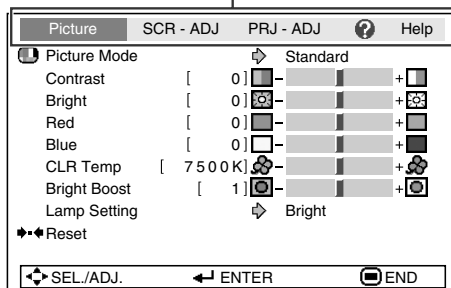 Picture SCR - ADJ PRJ - ADJ ? Help
Picture Mode Standard
Contrast [ 0 ] - +
Bright [ 0 ] - +
Red [ 0 ] - +
Blue [ 0 ] - +
CLR Temp [ 7500K] - +
Bright Boost [ 1 ] - +
Lamp Setting Bright
Reset
SEL./ADJ. ENTER END